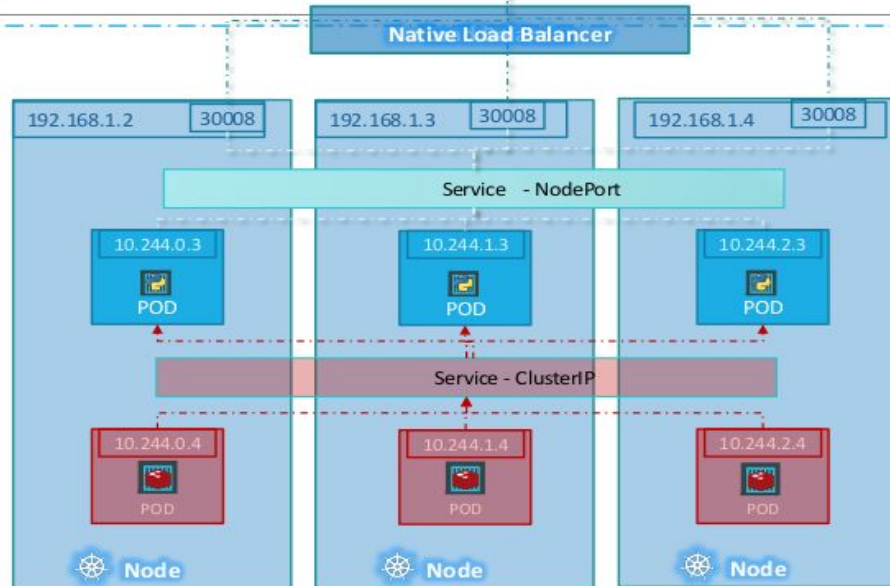 Native Load Balancer
192.168.1.2
30008
192.168.1.3
30008
192.168.1.4
30008
Service - NodePort
10.244.0.3
10.244.1.3
10.244.2.3
POD
POD
POD
Service - ClusterIP
10.244.0.4
10.244.1.4
10.244.2.4
POD
POD
POD
Node
Node
Node